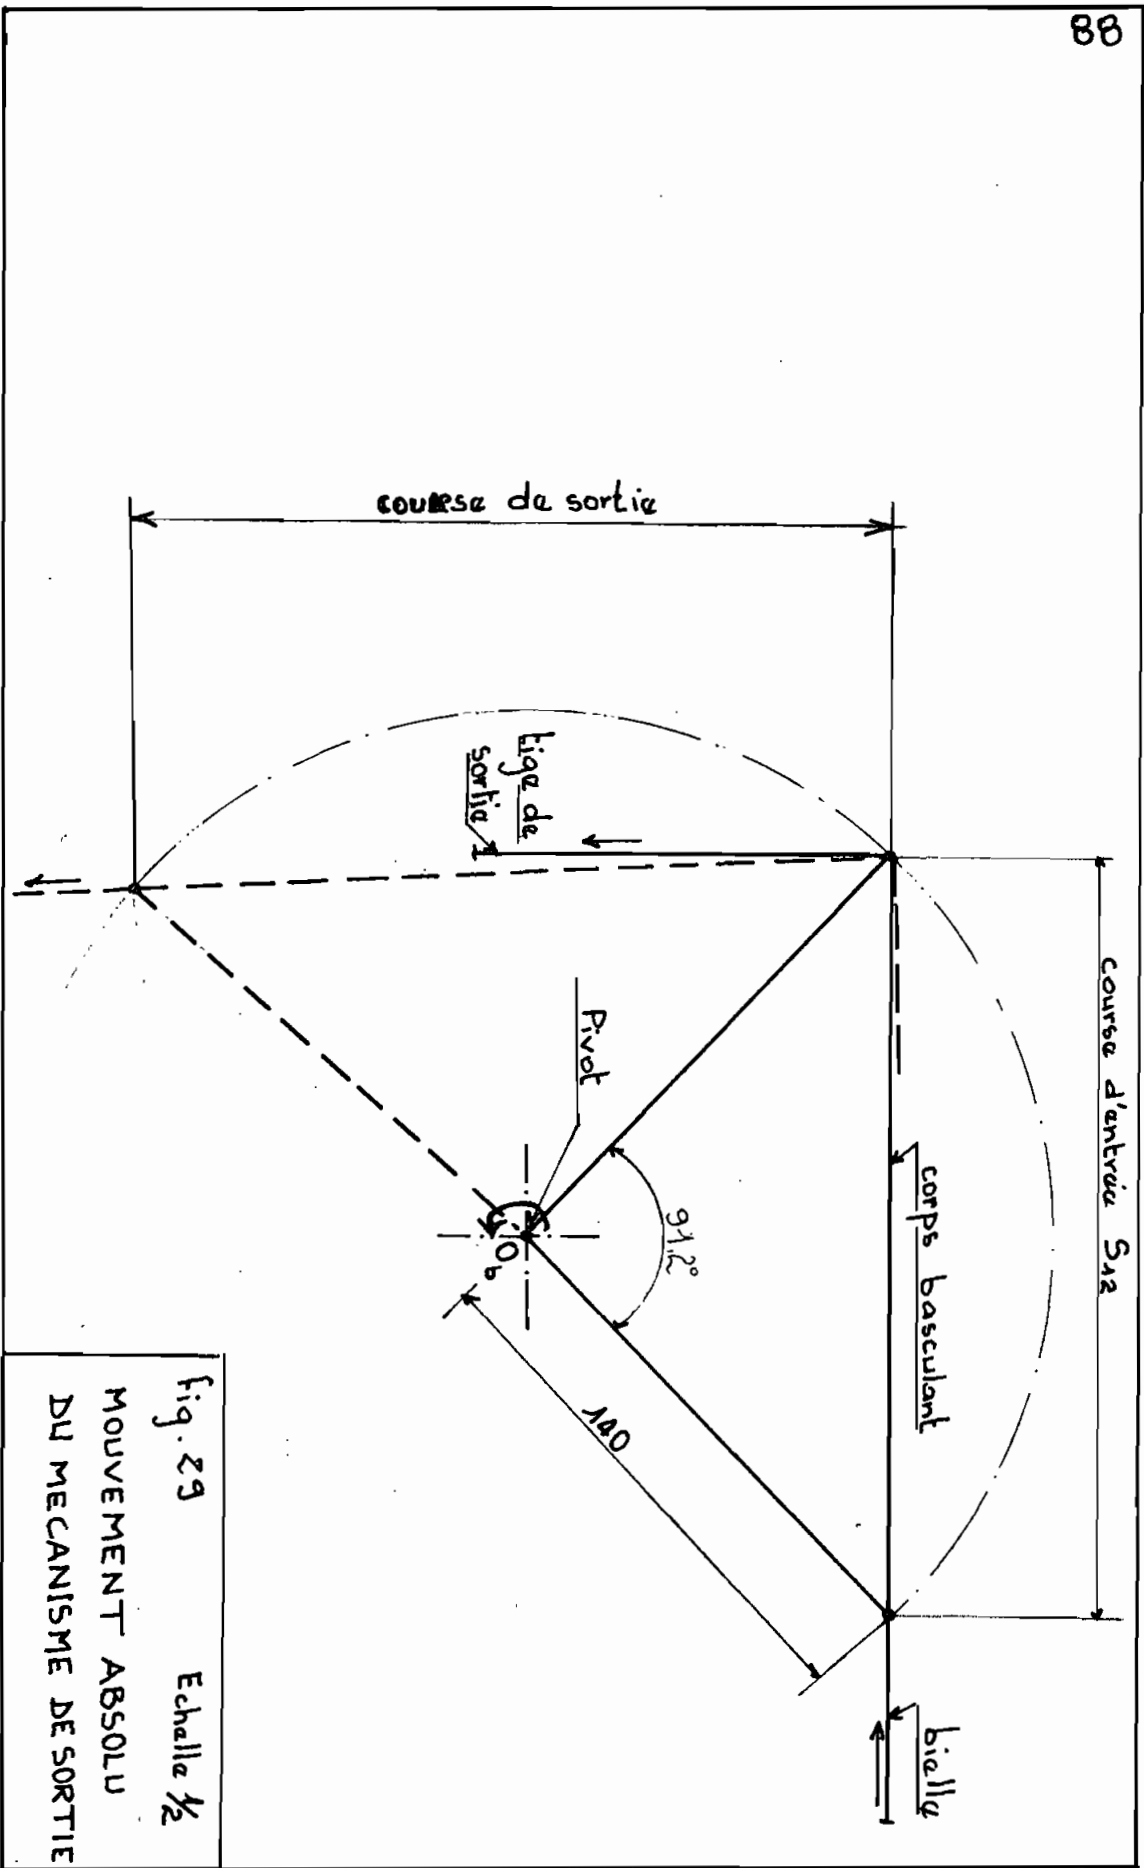 88
course d'entrée S12
corps basculant
bielle
91,2°
Pivot
Ob
140
tige de
sortie
course de sortie
Fig. 29 Echelle 1/2
MOUVEMENT ABSOLU
DU MECANISME DE SORTIE